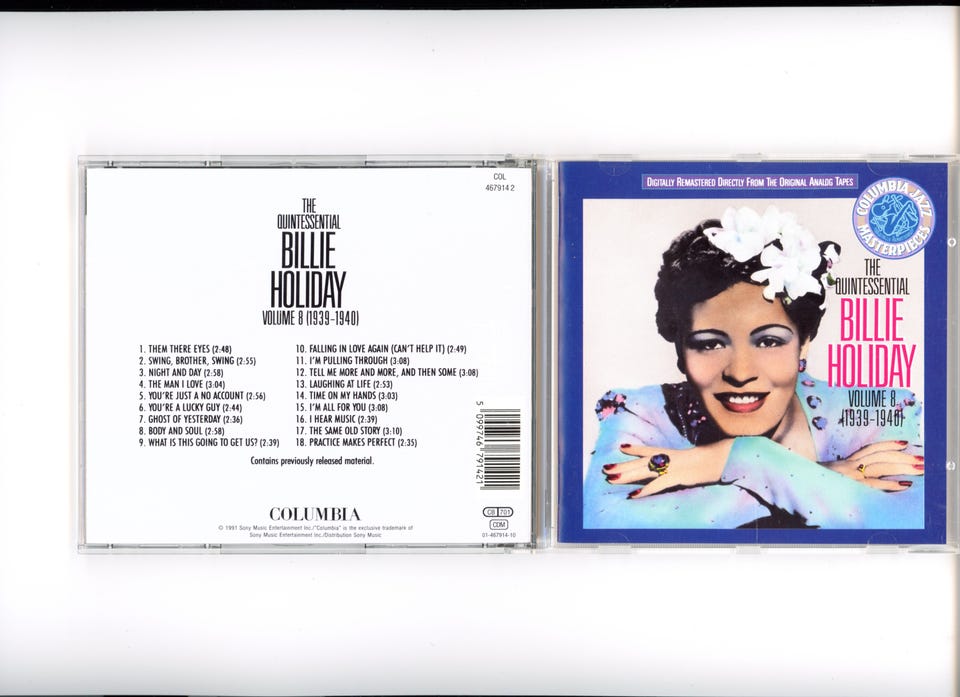 COL
467914 2
THE
QUINTESSENTIAL
BILLIE
HOLIDAY
VOLUME 8 (1939-1940)
1. THEM THERE EYES (2:48)
2. SWING, BROTHER, SWING (2:55)
3. NIGHT AND DAY (2:58)
4. THE MAN I LOVE (3:04)
5. YOU'RE JUST A NO ACCOUNT (2:56)
6. YOU'RE A LUCKY GUY (2:44)
7. GHOST OF YESTERDAY (2:36)
8. BODY AND SOUL (2:58)
9. WHAT IS THIS GOING TO GET US? (2:39)
10. FALLING IN LOVE AGAIN (CAN'T HELP IT) (2:49)
11. I'M PULLING THROUGH (3:08)
12. TELL ME MORE AND MORE, AND THEN SOME (3:08)
13. LAUGHING AT LIFE (2:53)
14. TIME ON MY HANDS (3:03)
15. I'M ALL FOR YOU (3:08)
16. I HEAR MUSIC (2:39)
17. THE SAME OLD STORY (3:10)
18. PRACTICE MAKES PERFECT (2:35)
Contains previously released material.
5 099746 791421
COLUMBIA
© 1991 Sony Music Entertainment Inc./"Columbia" is the exclusive trademark of
Sony Music Entertainment Inc./Distribution Sony Music
CB 701
CDM
01-467914-10
DIGITALLY REMASTERED DIRECTLY FROM THE ORIGINAL ANALOG TAPES
COLUMBIA JAZZ
MASTERPIECES
THE
QUINTESSENTIAL
BILLIE
HOLIDAY
VOLUME 8
(1939-1940)